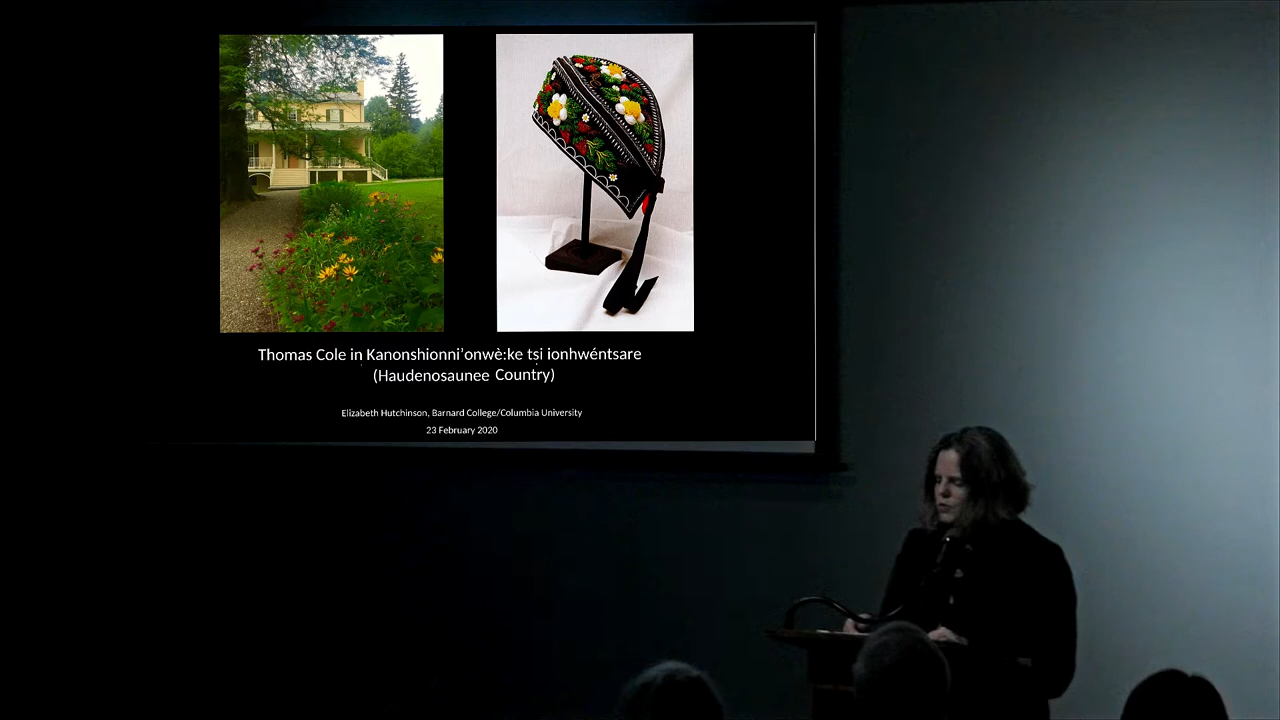 Thomas Cole in Kanonshionni’onwè:ke tsi ionhwéntsare
(Haudenosaunee Country)
Elizabeth Hutchinson, Barnard College/Columbia University
23 February 2020